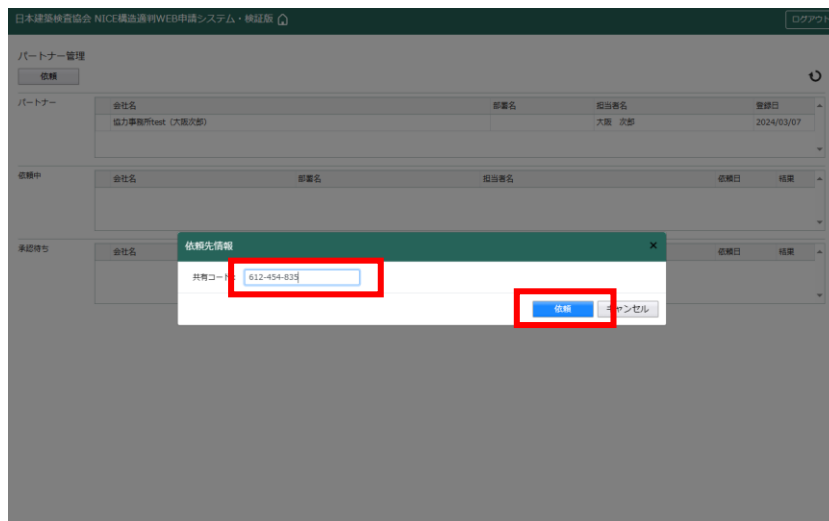 日本建築検査協会 NICE構造適判WEB申請システム・検証版
ログアウト
パートナー管理
依頼
パートナー
会社名 部署名 担当者名 登録日
協力事務所test（大阪次郎） 大阪 次郎 2024/03/07
依頼中
会社名 部署名 担当者名 依頼日 結果
承認待ち
会社名 依頼日 結果
依頼先情報 ×
共有コード: 612-454-835
依頼 キャンセル